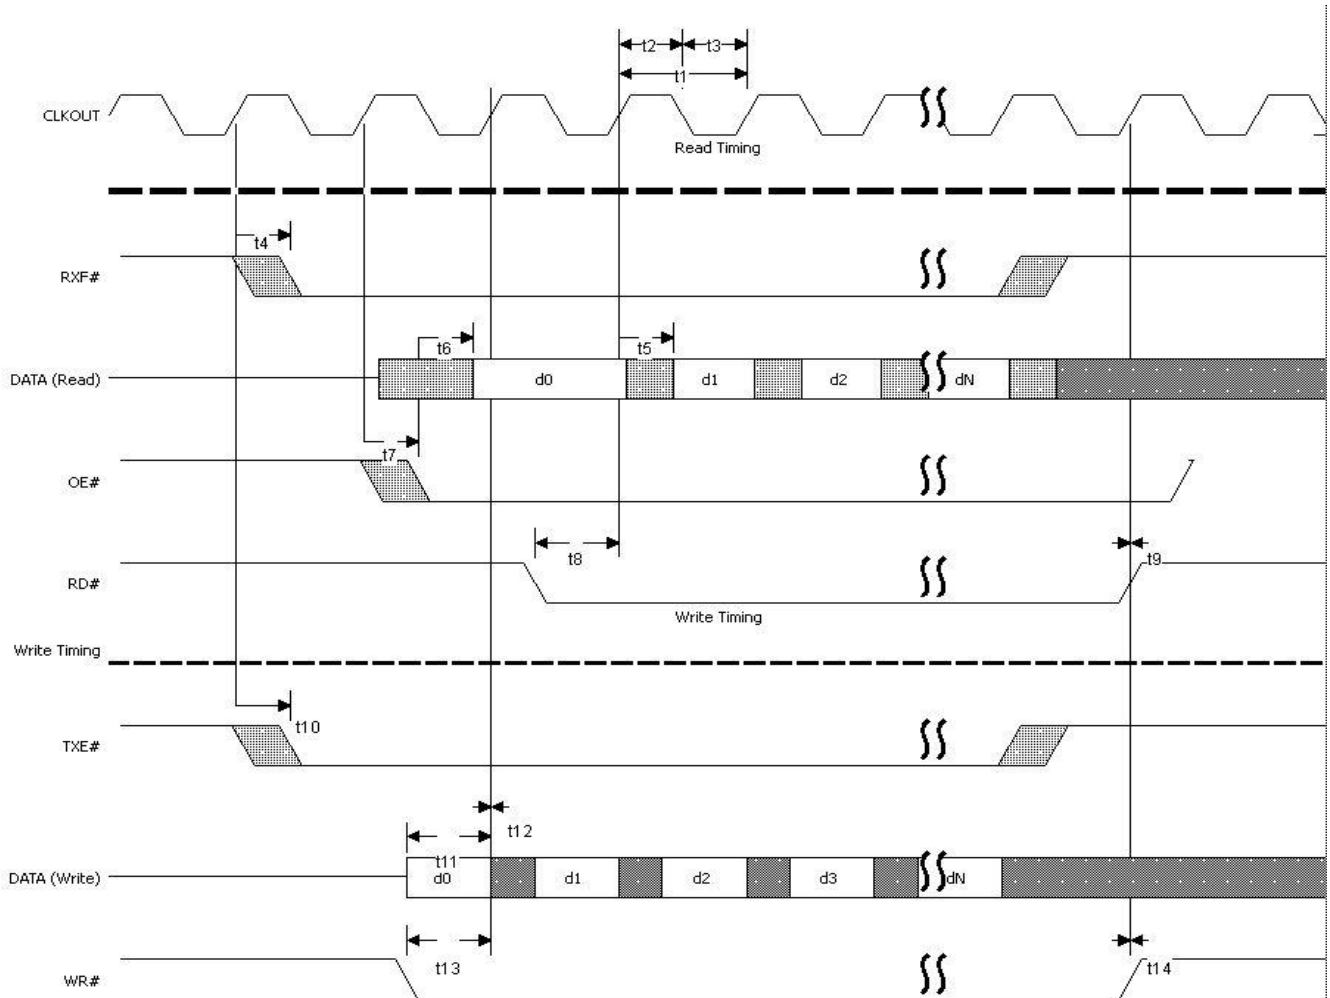 t2 t3
t1
CLKOUT
Read Timing
t4
RXF#
t6 t5
DATA (Read) d0 d1 d2 dN
t7
OE#
t8 t9
RD#
Write Timing
Write Timing
t10
TXE#
t12
t11
DATA (Write) d0 d1 d2 d3 dN
t13 t14
WR#